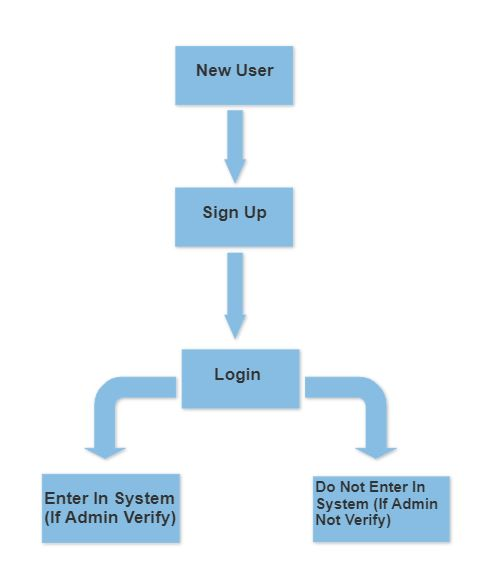 New User
Sign Up
Login
Enter In System
(If Admin Verify)
Do Not Enter In
System (If Admin
Not Verify)